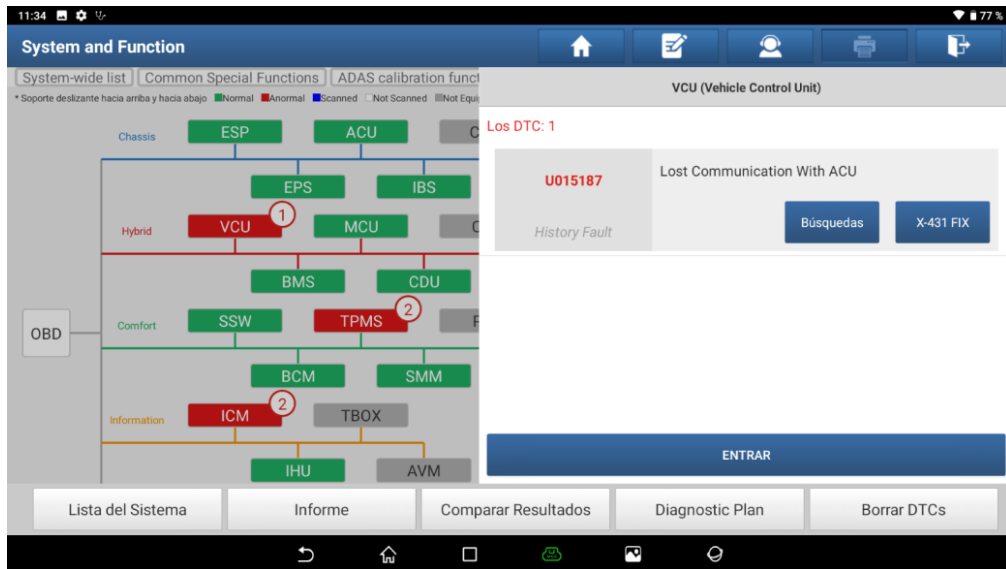 11:34
77 %
System and Function
System-wide list
Common Special Functions
ADAS calibration funct
* Soporte deslizante hacia arriba y hacia abajo
Normal
Anormal
Scanned
Not Scanned
Not Equi
Chassis
ESP
ACU
C
EPS
IBS
Hybrid
VCU
1
MCU
C
BMS
CDU
OBD
Comfort
SSW
TPMS
2
BCM
SMM
Information
ICM
2
TBOX
IHU
AVM
VCU (Vehicle Control Unit)
Los DTC: 1
U015187
History Fault
Lost Communication With ACU
Búsquedas
X-431 FIX
ENTRAR
Lista del Sistema
Informe
Comparar Resultados
Diagnostic Plan
Borrar DTCs